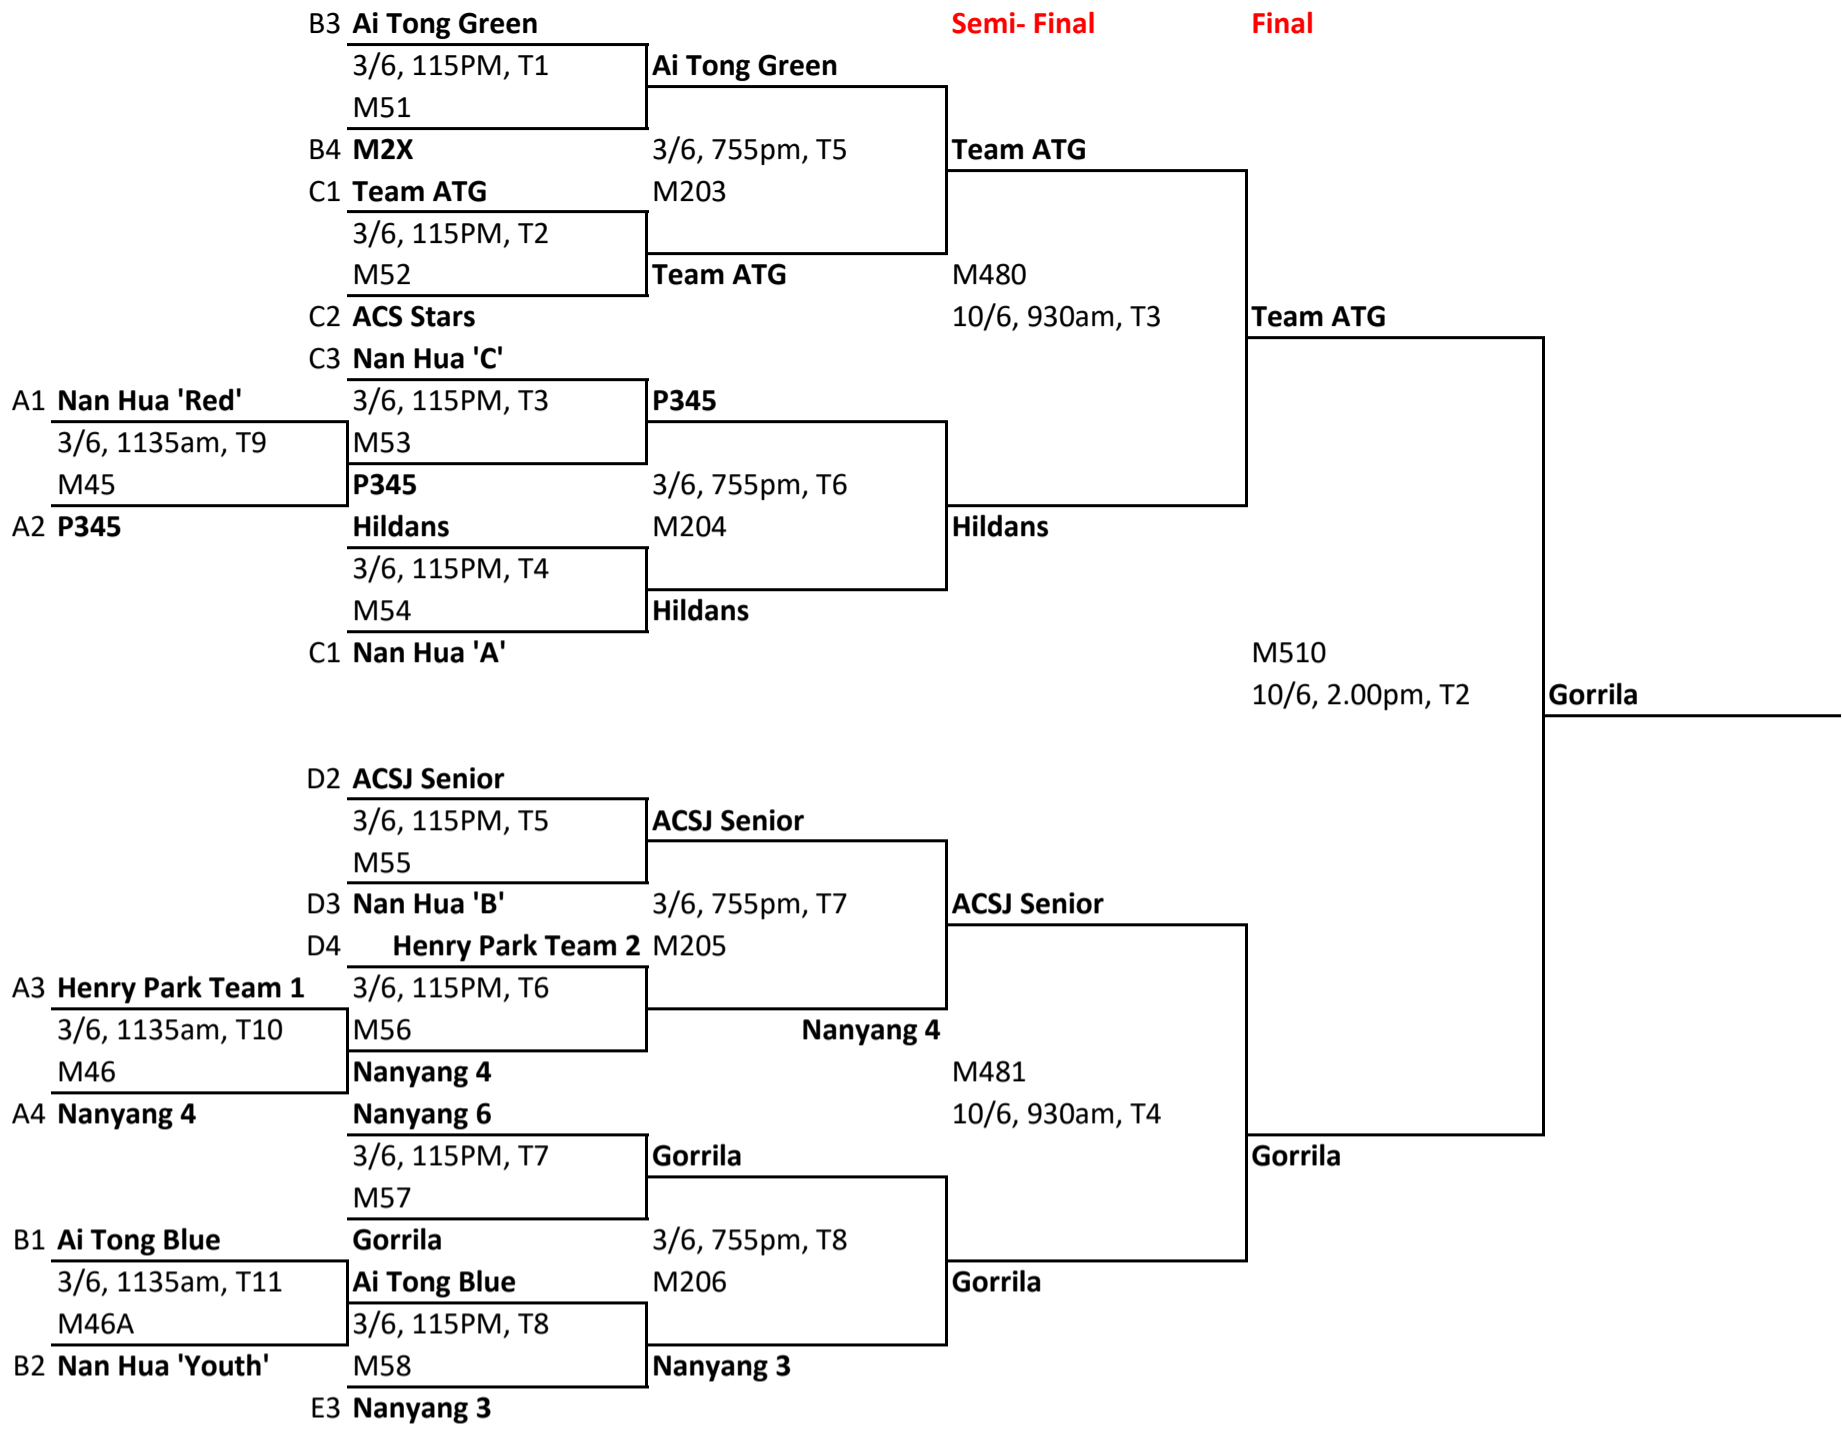 B3 Ai Tong Green Semi- Final Final
3/6, 115PM, T1 Ai Tong Green
M51
B4 M2X 3/6, 755pm, T5 Team ATG
C1 Team ATG M203
3/6, 115PM, T2
M52 Team ATG M480
C2 ACS Stars 10/6, 930am, T3 Team ATG
C3 Nan Hua 'C'
A1 Nan Hua 'Red' 3/6, 115PM, T3 P345
3/6, 1135am, T9 M53
M45 P345 3/6, 755pm, T6
A2 P345 Hildans M204 Hildans
3/6, 115PM, T4
M54 Hildans
C1 Nan Hua 'A' M510
10/6, 2.00pm, T2 Gorrila
D2 ACSJ Senior
3/6, 115PM, T5 ACSJ Senior
M55
D3 Nan Hua 'B' 3/6, 755pm, T7 ACSJ Senior
D4 Henry Park Team 2 M205
A3 Henry Park Team 1 3/6, 115PM, T6
3/6, 1135am, T10 M56 Nanyang 4
M46 Nanyang 4 M481
A4 Nanyang 4 Nanyang 6 10/6, 930am, T4
3/6, 115PM, T7 Gorrila Gorrila
M57
B1 Ai Tong Blue Gorrila 3/6, 755pm, T8
3/6, 1135am, T11 Ai Tong Blue M206 Gorrila
M46A 3/6, 115PM, T8
B2 Nan Hua 'Youth' M58 Nanyang 3
E3 Nanyang 3